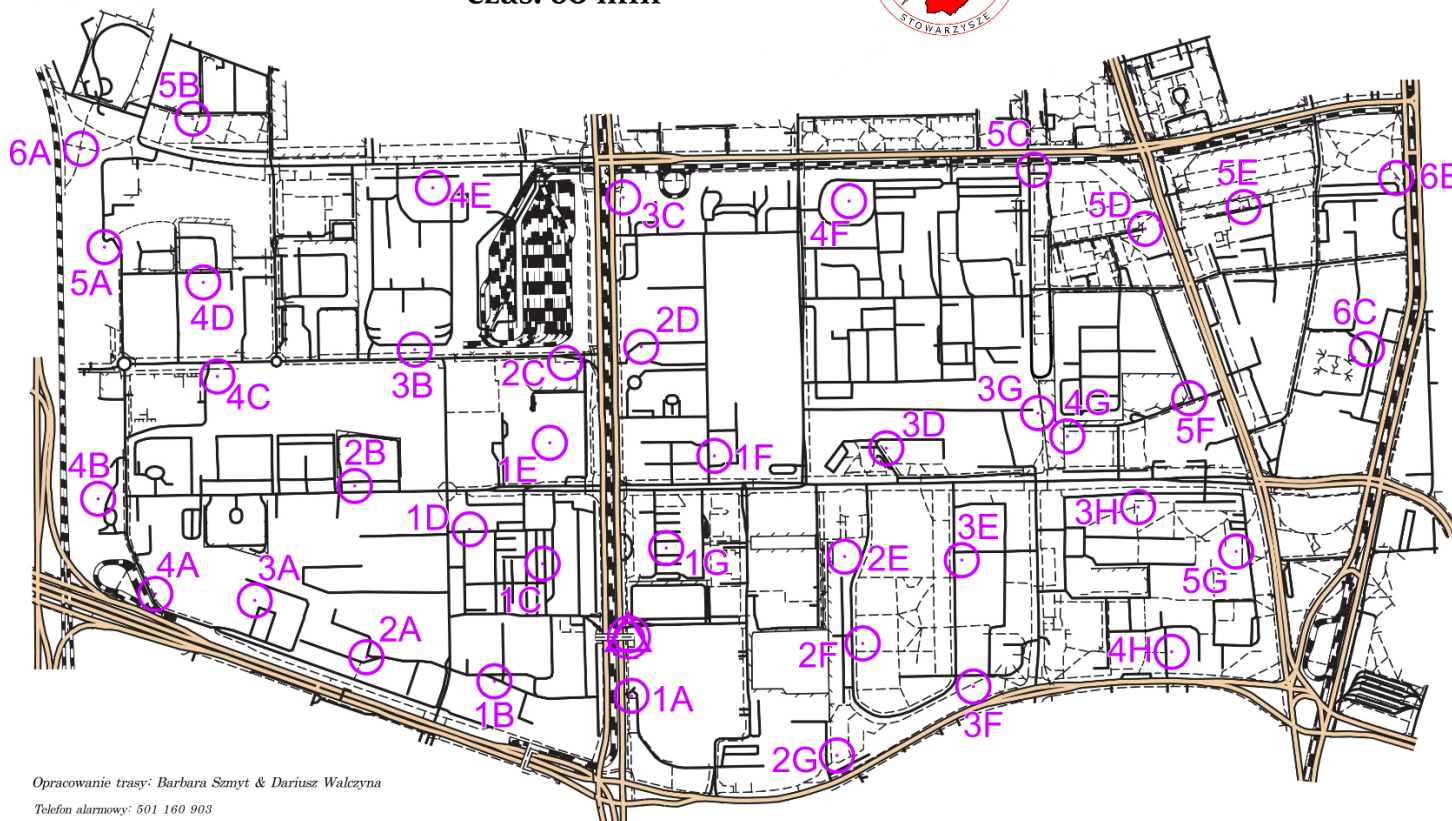 STOWARZYSZE
5B
6A
5C
4E
3C
5E
6E
5D
4F
5A
4D
2D
6C
3B
2C
4C
3G
4G
5F
3D
1F
1E
2B
4B
1D
3H
3E
1G
2E
5G
3A
4A
1C
2A
2F
4H
1B
1A
3F
2G
Opracowanie trasy: Barbara Szmyt & Dariusz Walczyna
Telefon alarmowy: 501 160 903